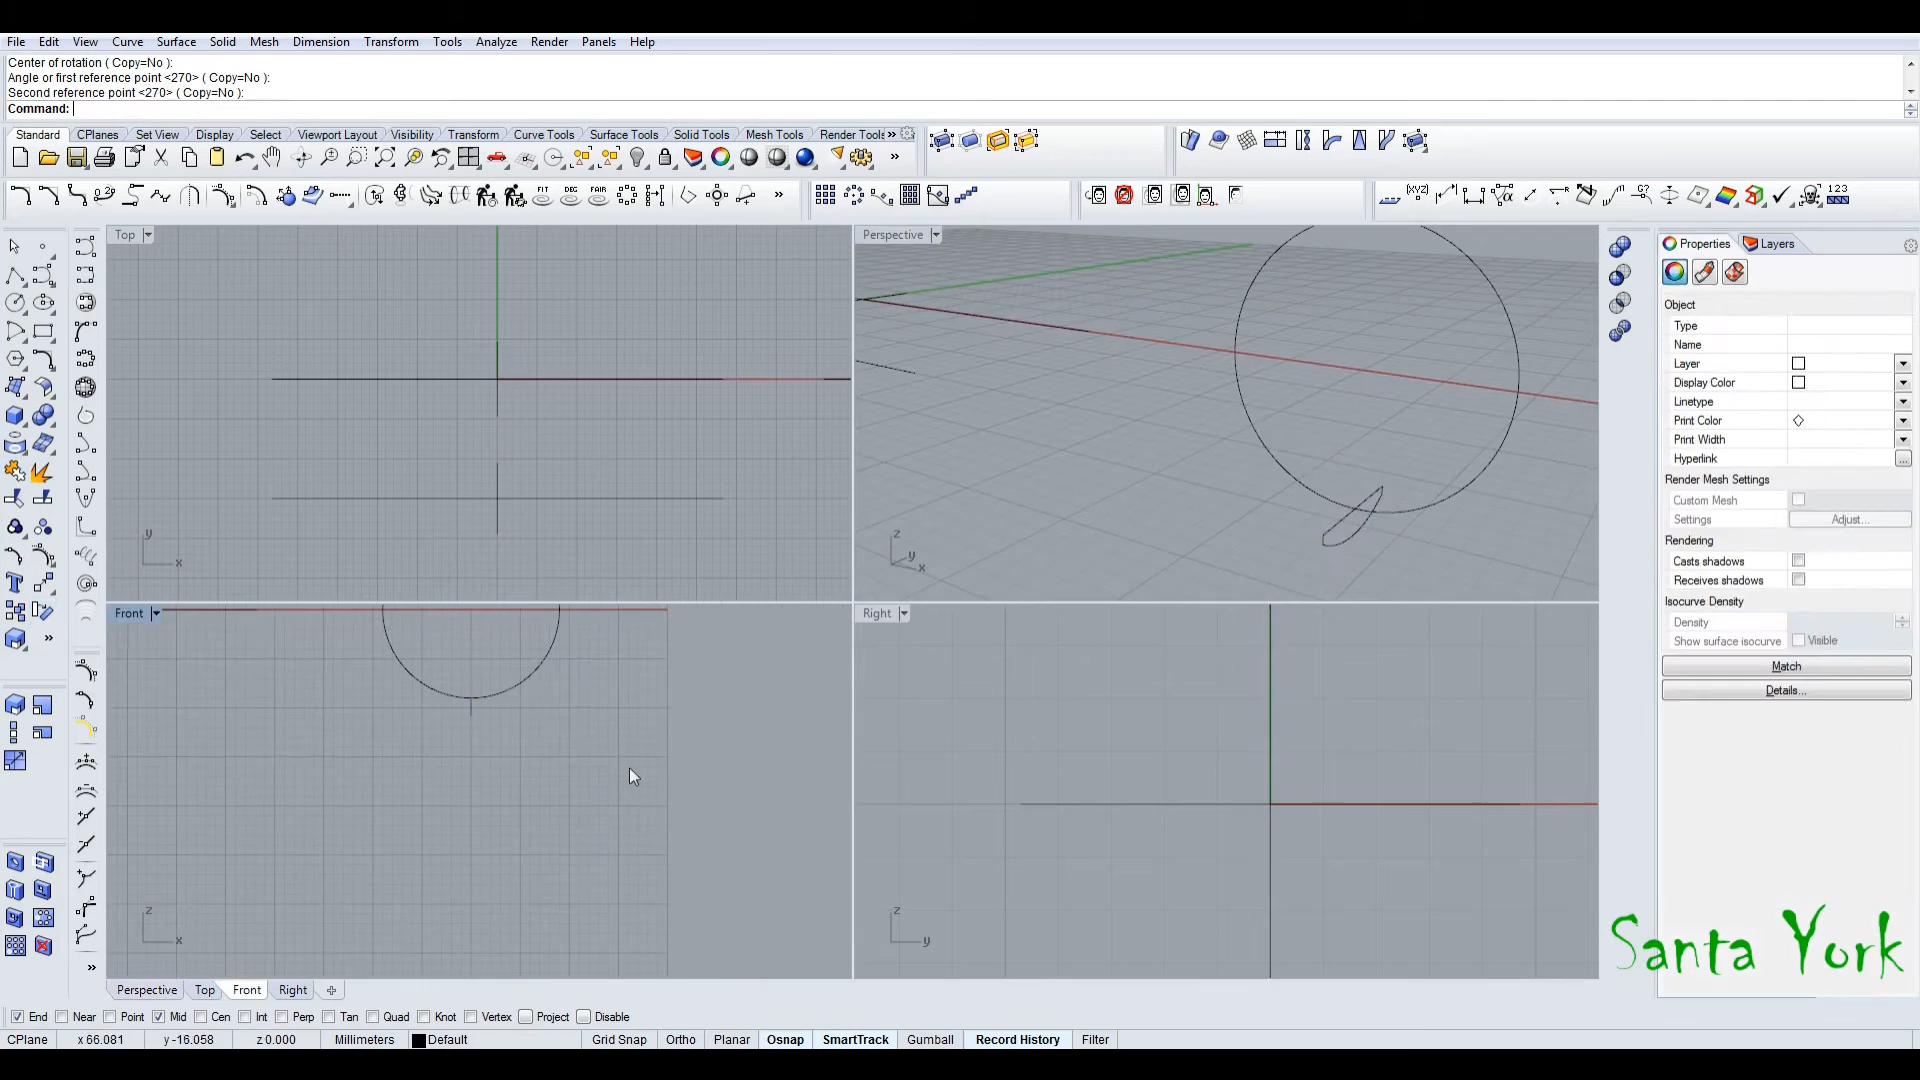 File Edit View Curve Surface Solid Mesh Dimension Transform Tools Analyze Render Panels Help
Center of rotation ( Copy=No ):
Angle or first reference point <270> ( Copy=No ):
Second reference point <270> ( Copy=No ):
Command:
Standard CPlanes Set View Display Select Viewport Layout Visibility Transform Curve Tools Surface Tools Solid Tools Mesh Tools Render Tools »
Top
Perspective
Properties Layers
Object
Type
Name
Layer
Display Color
Linetype
Print Color
Print Width
Hyperlink
...
Render Mesh Settings
Custom Mesh
Settings Adjust...
Rendering
Casts shadows
Receives shadows
Isocurve Density
Density
Show surface isocurve Visible
Match
Details...
y
x
z
y
x
Front
Right
z
x
z
y
Santa York
Perspective Top Front Right
End Near Point Mid Cen Int Perp Tan Quad Knot Vertex Project Disable
CPlane x 66.081 y -16.058 z 0.000 Millimeters Default Grid Snap Ortho Planar Osnap SmartTrack Gumball Record History Filter